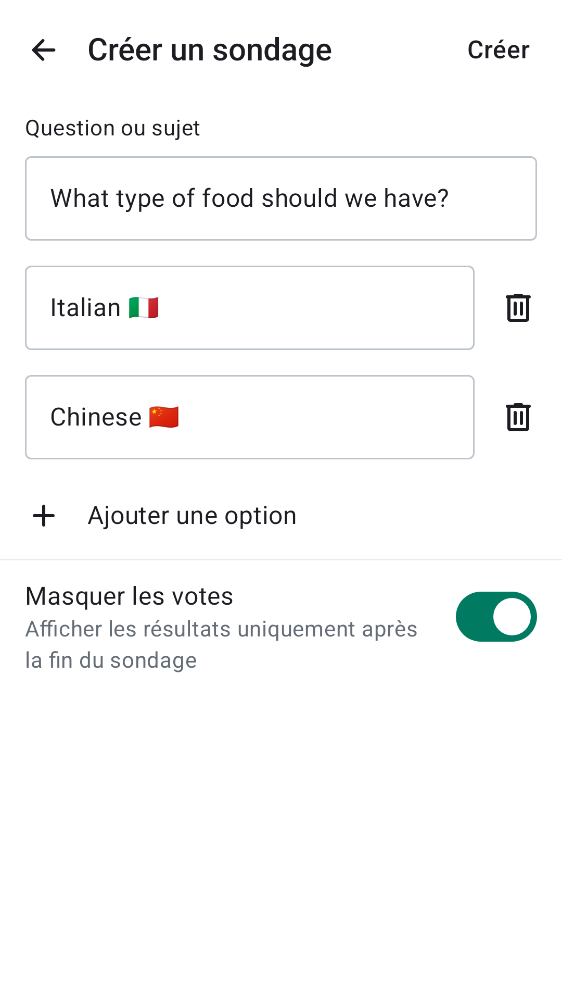 Créer un sondage
Créer
Question ou sujet
What type of food should we have?
Italian 🇮🇹
Chinese 🇨🇳
Ajouter une option
Masquer les votes
Afficher les résultats uniquement après
la fin du sondage